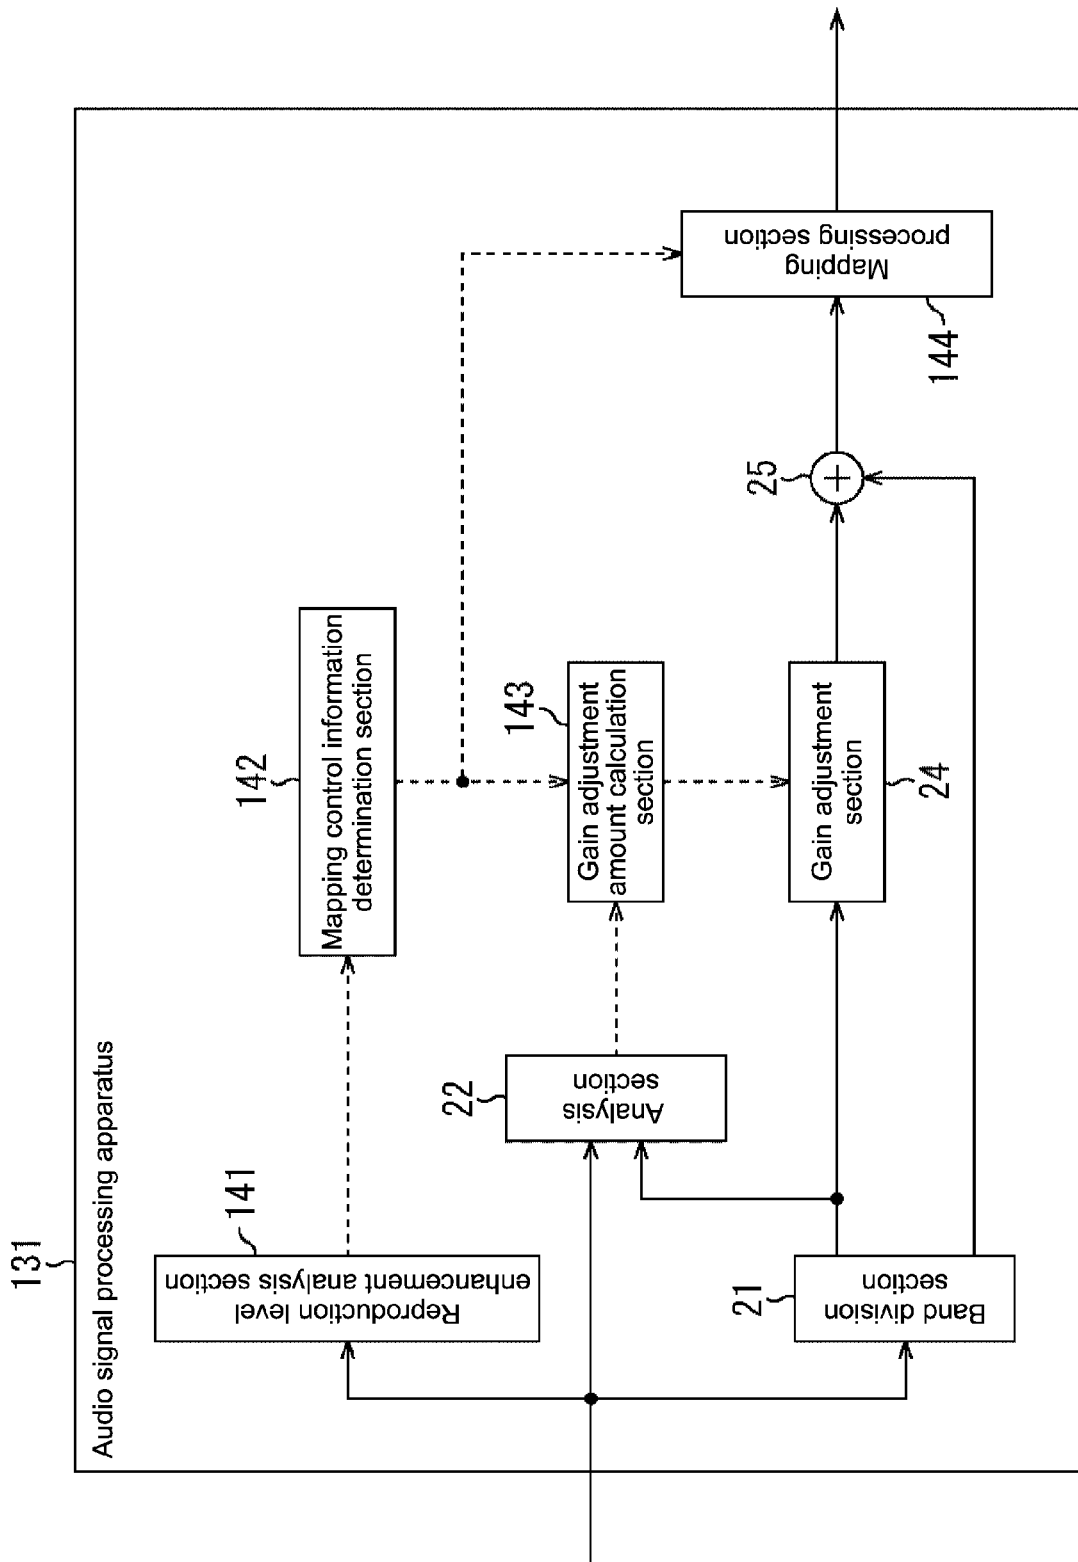 131
Audio signal processing apparatus
141
Reproduction level
enhancement analysis section
142
Mapping control information
determination section
22
Analysis
section
143
Gain adjustment
amount calculation
section
21
Band division
section
Gain adjustment
section
24
25
+
Mapping
processing section
144